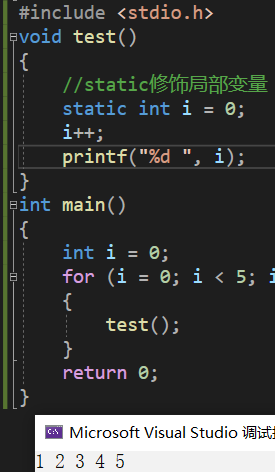 #include <stdio.h>
void test()
{
//static修饰局部变量
static int i = 0;
i++;
printf("%d ", i);
}
int main()
{
int i = 0;
for (i = 0; i < 5; i
{
test();
}
return 0;
}
Microsoft Visual Studio 调试
1 2 3 4 5